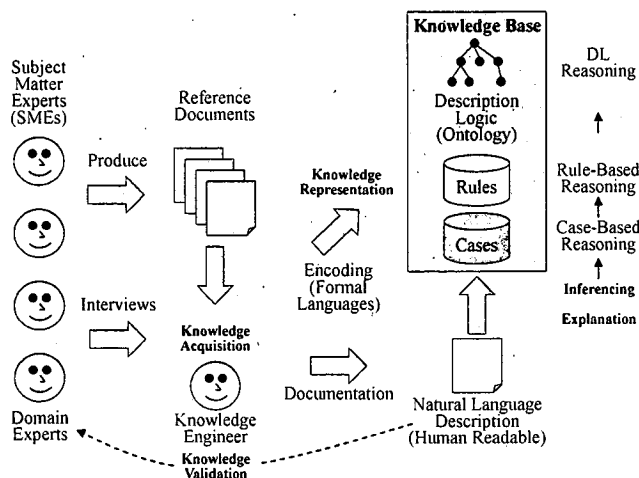 Subject
Matter
Experts
(SMEs)
Produce
Interviews
Domain
Experts
Reference
Documents
Knowledge
Acquisition
Knowledge
Engineer
Knowledge
Validation
Knowledge
Representation
Encoding
(Formal
Languages)
Documentation
Knowledge Base
Description
Logic
(Ontology)
Rules
Cases
Natural Language
Description
(Human Readable)
DL
Reasoning
Rule-Based
Reasoning
Case-Based
Reasoning
Inferencing
Explanation